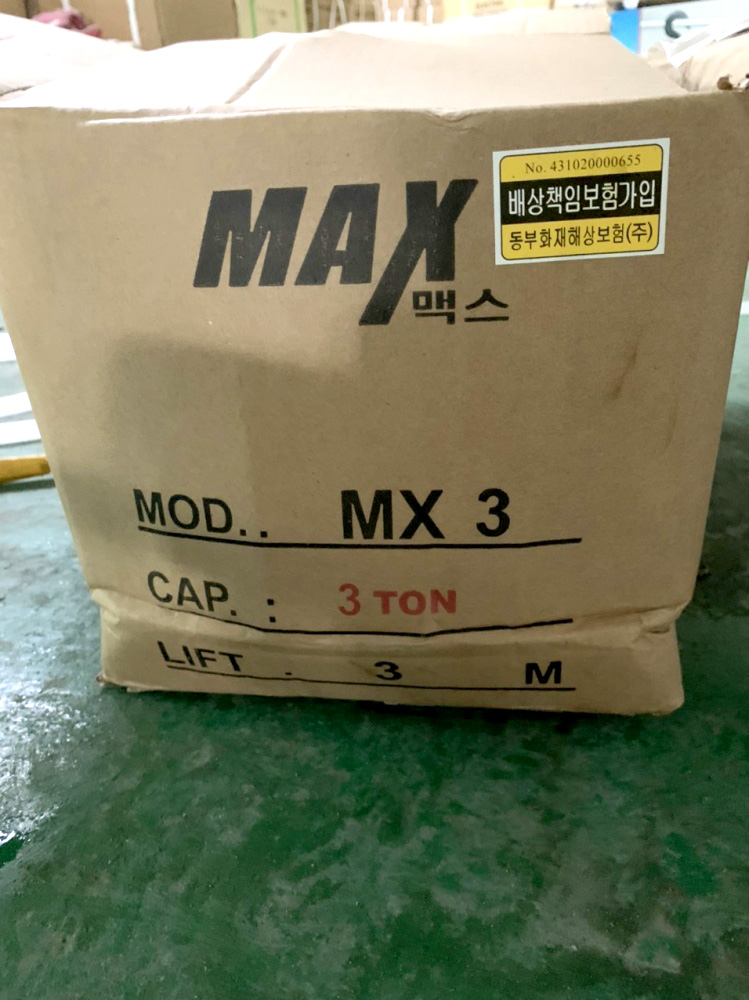 MAX
맥스
No. 431020000655
배상책임보험가입
동부화재해상보험(주)
MOD.. MX 3
CAP. : 3 TON
LIFT . 3 M